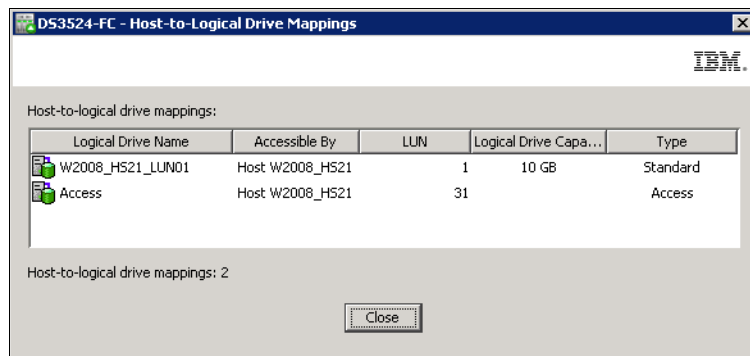 DS3524-FC - Host-to-Logical Drive Mappings
IBM.
Host-to-logical drive mappings:
Logical Drive Name Accessible By LUN Logical Drive Capa... Type
W2008_HS21_LUN01 Host W2008_HS21 1 10 GB Standard
Access Host W2008_HS21 31 Access
Host-to-logical drive mappings: 2
Close